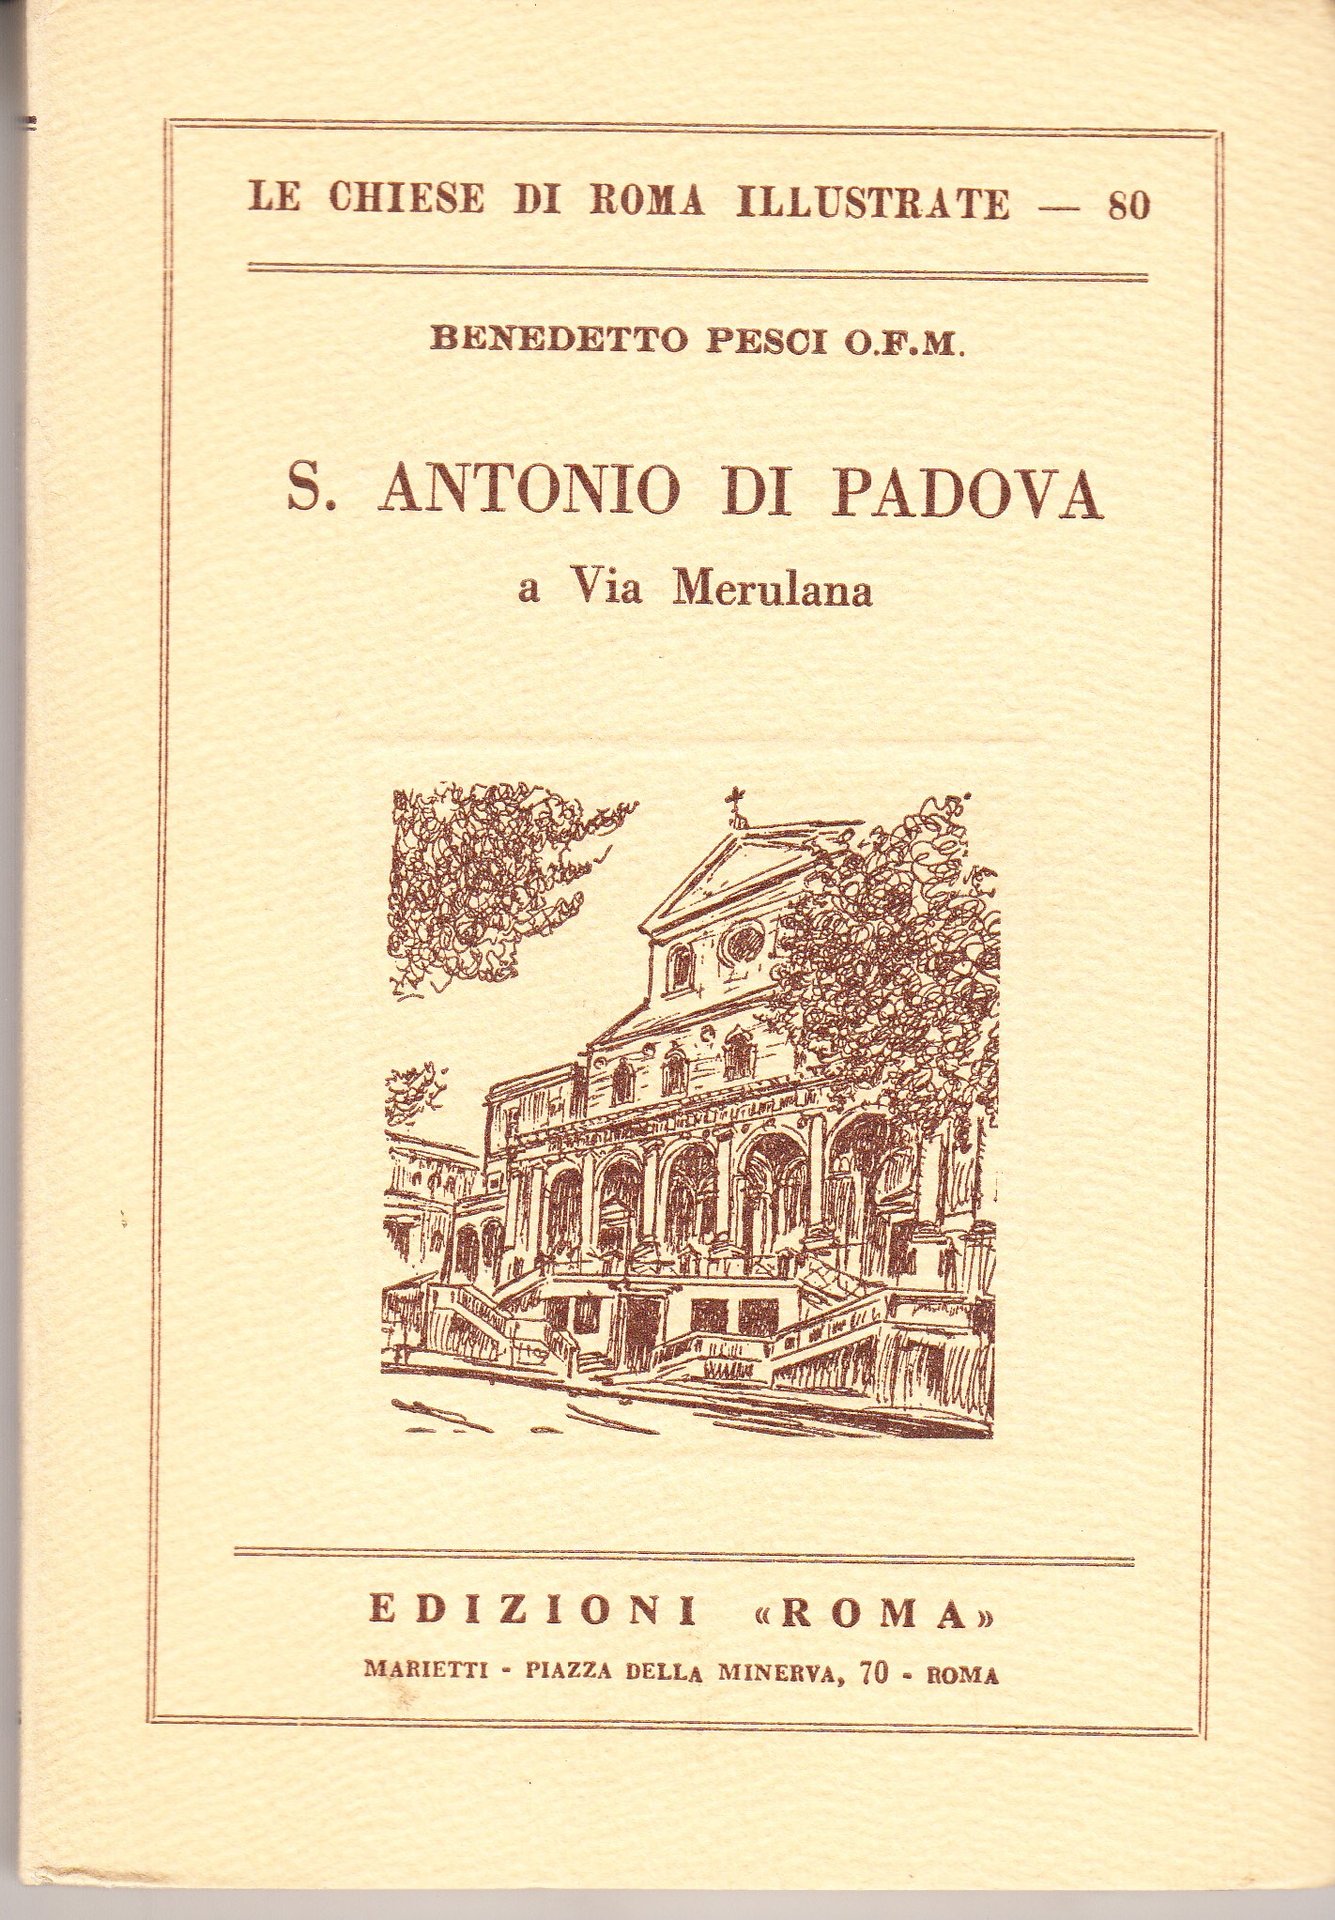 LE CHIESE DI ROMA ILLUSTRATE — 80
BENEDETTO PESCI O.F.M.
S. ANTONIO DI PADOVA
a Via Merulana
EDIZIONI «ROMA»
MARIETTI - PIAZZA DELLA MINERVA, 70 - ROMA